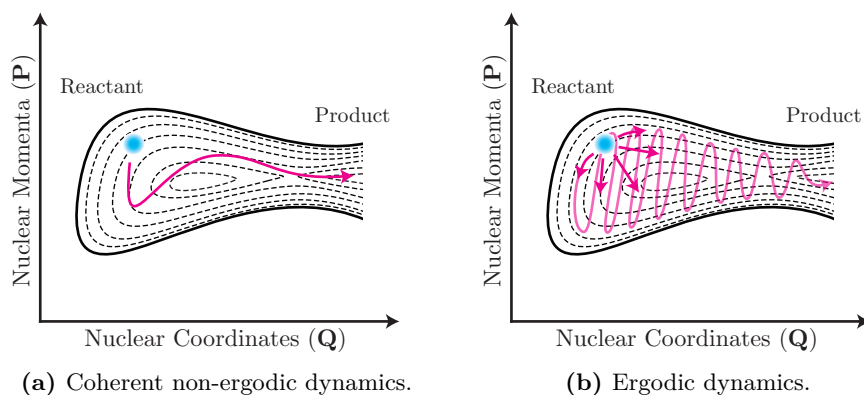 Nuclear Momenta (P)
Reactant
Product
Nuclear Coordinates (Q)
(a) Coherent non-ergodic dynamics.
Nuclear Momenta (P)
Reactant
Product
Nuclear Coordinates (Q)
(b) Ergodic dynamics.